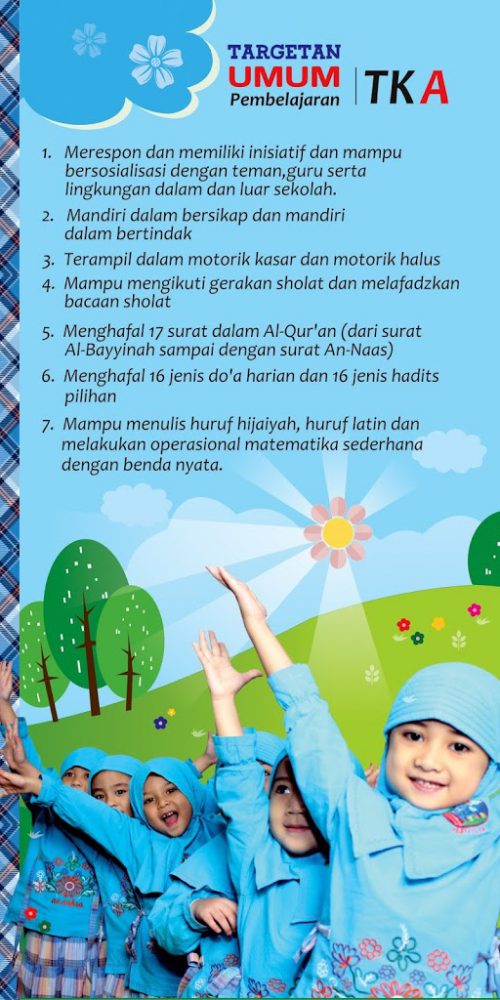 TARGETAN
UMUM
Pembelajaran
TK A
1. Merespon dan memiliki inisiatif dan mampu
bersosialisasi dengan teman,guru serta
lingkungan dalam dan luar sekolah.
2. Mandiri dalam bersikap dan mandiri
dalam bertindak
3. Terampil dalam motorik kasar dan motorik halus
4. Mampu mengikuti gerakan sholat dan melafadzkan
bacaan sholat
5. Menghafal 17 surat dalam Al-Qur'an (dari surat
Al-Bayyinah sampai dengan surat An-Naas)
6. Menghafal 16 jenis do'a harian dan 16 jenis hadits
pilihan
7. Mampu menulis huruf hijaiyah, huruf latin dan
melakukan operasional matematika sederhana
dengan benda nyata.